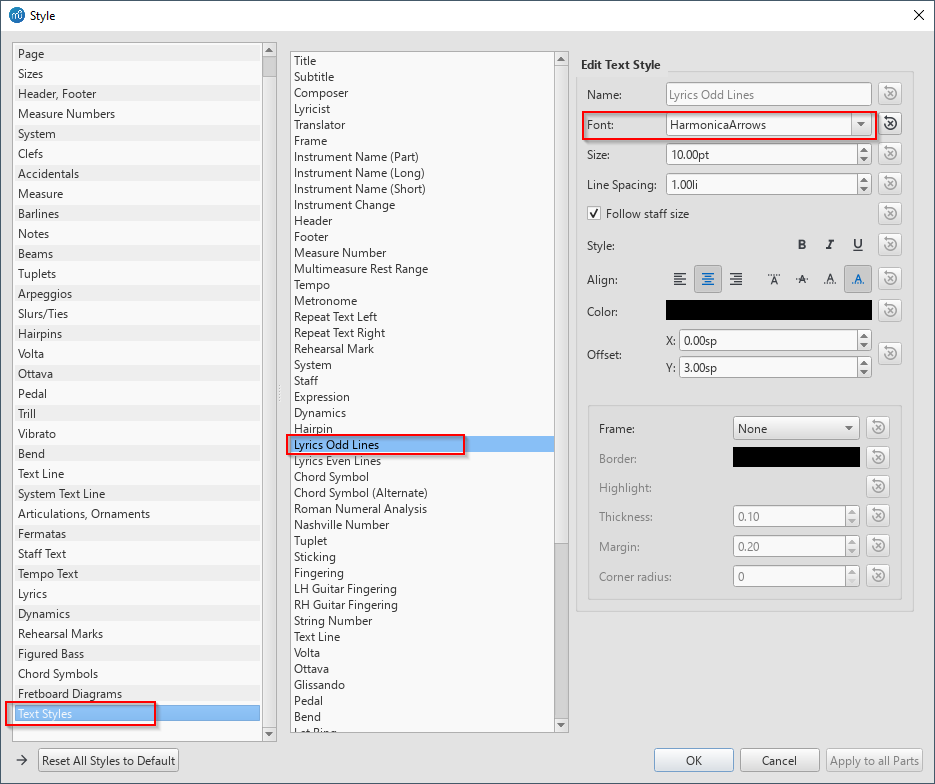 Style
Page
Sizes
Header, Footer
Measure Numbers
System
Clefs
Accidentals
Measure
Barlines
Notes
Beams
Tuplets
Arpeggios
Slurs/Ties
Hairpins
Volta
Ottava
Pedal
Trill
Vibrato
Bend
Text Line
System Text Line
Articulations, Ornaments
Fermatas
Staff Text
Tempo Text
Lyrics
Dynamics
Rehearsal Marks
Figured Bass
Chord Symbols
Fretboard Diagrams
Text Styles
Title
Subtitle
Composer
Lyricist
Translator
Frame
Instrument Name (Part)
Instrument Name (Long)
Instrument Name (Short)
Instrument Change
Header
Footer
Measure Number
Multimeasure Rest Range
Tempo
Metronome
Repeat Text Left
Repeat Text Right
Rehearsal Mark
System
Staff
Expression
Dynamics
Hairpin
Lyrics Odd Lines
Lyrics Even Lines
Chord Symbol
Chord Symbol (Alternate)
Roman Numeral Analysis
Nashville Number
Tuplet
Sticking
Fingering
LH Guitar Fingering
RH Guitar Fingering
String Number
Text Line
Volta
Ottava
Glissando
Pedal
Bend
Let Ring
Edit Text Style
Name: Lyrics Odd Lines
Font: HarmonicaArrows
Size: 10.00pt
Line Spacing: 1.00li
Follow staff size
Style: B I U
Align: A A A A
Color:
Offset: X: 0.00sp
Y: 3.00sp
Frame: None
Border:
Highlight:
Thickness: 0.10
Margin: 0.20
Corner radius: 0
Reset All Styles to Default
OK Cancel Apply to all Parts